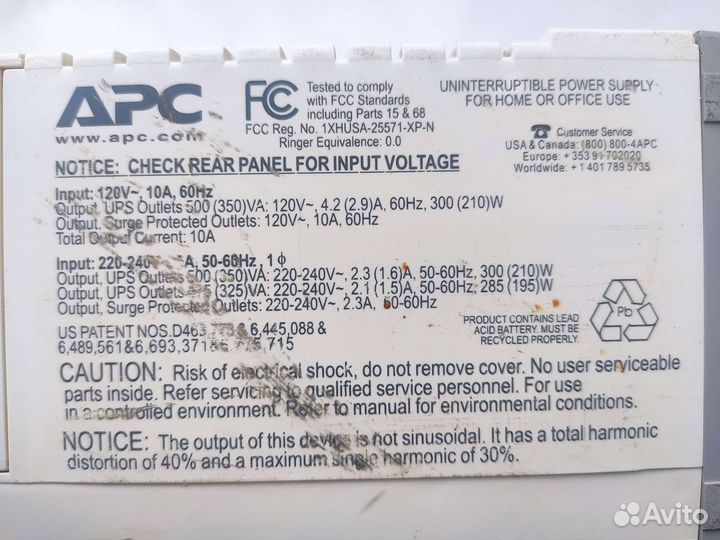 APC
www.apc.com
FC
Tested to comply
with FCC Standards
including Parts 15 & 68
FCC Reg. No. 1XHUSA-25571-XP-N
Ringer Equivalence: 0.0
UNINTERRUPTIBLE POWER SUPPLY
FOR HOME OR OFFICE USE
Customer Service
USA & Canada: (800) 800-4APC
Europe: +353 91 702020
Worldwide: +1 401 789 5735
NOTICE: CHECK REAR PANEL FOR INPUT VOLTAGE
Input: 120V~, 10A, 60Hz
Output, UPS Outlets 500 (350)VA: 120V~, 4.2 (2.9)A, 60Hz, 300 (210)W
Output, Surge Protected Outlets: 120V~, 10A, 60Hz
Total Output Current: 10A
Input: 220-240V~, A, 50-60Hz, 1ϕ
Output, UPS Outlets 500 (350)VA: 220-240V~, 2.3 (1.6)A, 50-60Hz, 300 (210)W
Output, UPS Outlets (325)VA: 220-240V~, 2.1 (1.5)A, 50-60Hz, 285 (195)W
Output, Surge Protected Outlets: 220-240V~, 2.3A, 50-60Hz
US PATENT NOS. & 6,445,088 &
6,489,561&6,693,371&
PRODUCT CONTAINS LEAD
ACID BATTERY. MUST BE
RECYCLED PROPERLY.
Pb
CAUTION: Risk of electrical shock, do not remove cover. No user serviceable
parts inside. Refer servicing to qualified service personnel. For use
in a controlled environment. Refer to manual for environmental conditions.
NOTICE: The output of this device is not sinusoidal. It has a total harmonic
distortion of 40% and a maximum single harmonic of 30%.
Avito